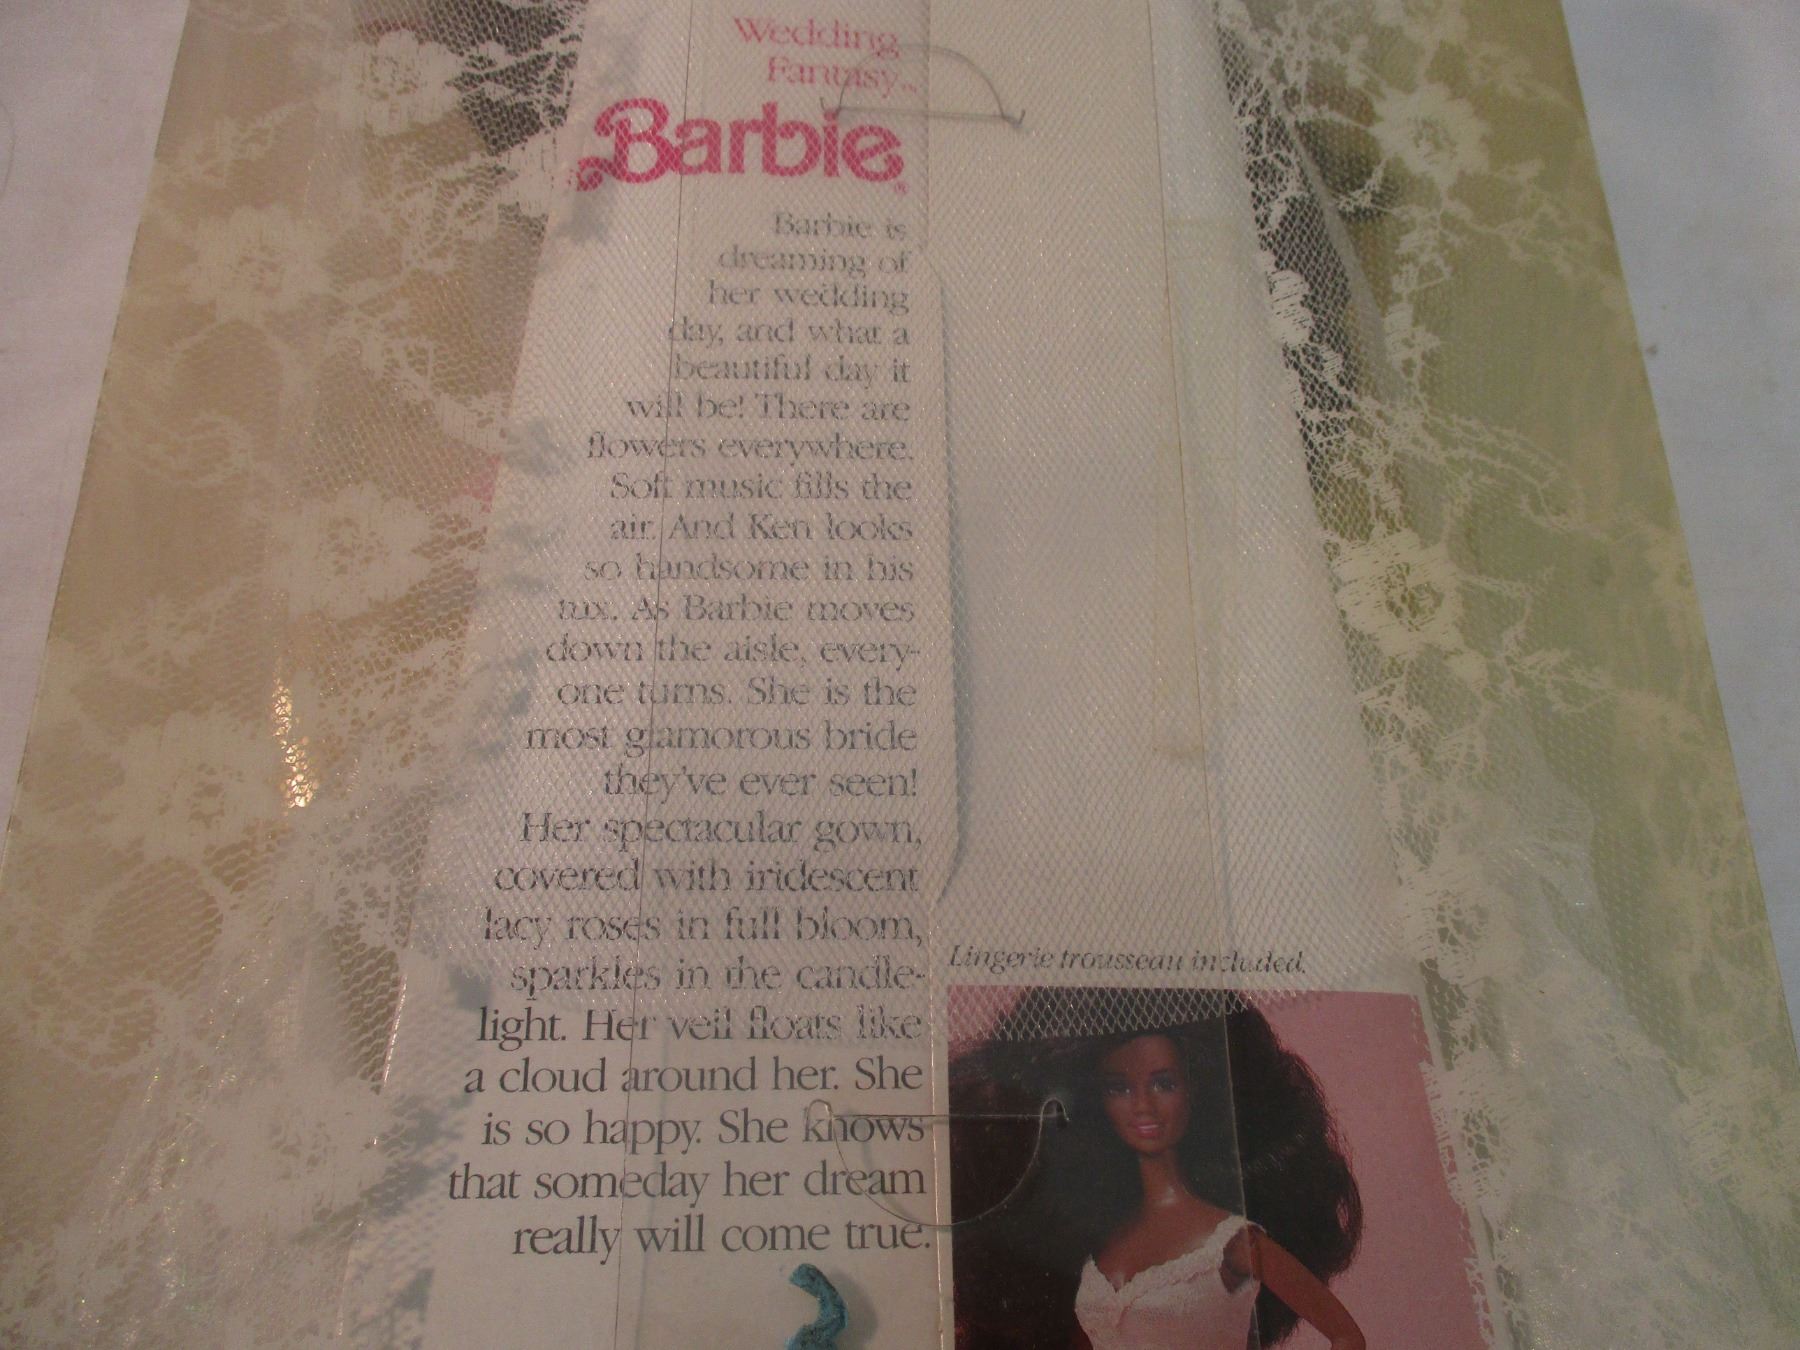 Wedding
Fantasy™
Barbie®
Barbie is
dreaming of
her wedding
day, and what a
beautiful day it
will be! There are
flowers everywhere.
Soft music fills the
air. And Ken looks
so handsome in his
tux. As Barbie moves
down the aisle, every-
one turns. She is the
most glamorous bride
they've ever seen!
Her spectacular gown,
covered with iridescent
lacy roses in full bloom,
sparkles in the candle-
light. Her veil floats like
a cloud around her. She
is so happy. She knows
that someday her dream
really will come true.
Lingerie trousseau included.